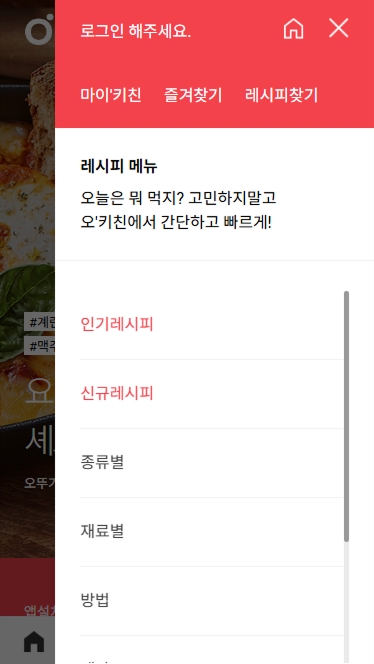 로그인 해주세요.
마이'키친 즐겨찾기 레시피찾기
레시피 메뉴
오늘은 뭐 먹지? 고민하지말고
오'키친에서 간단하고 빠르게!
인기레시피
신규레시피
종류별
재료별
방법
#계란
#맥주
요
셰
오뚜기
앱설치